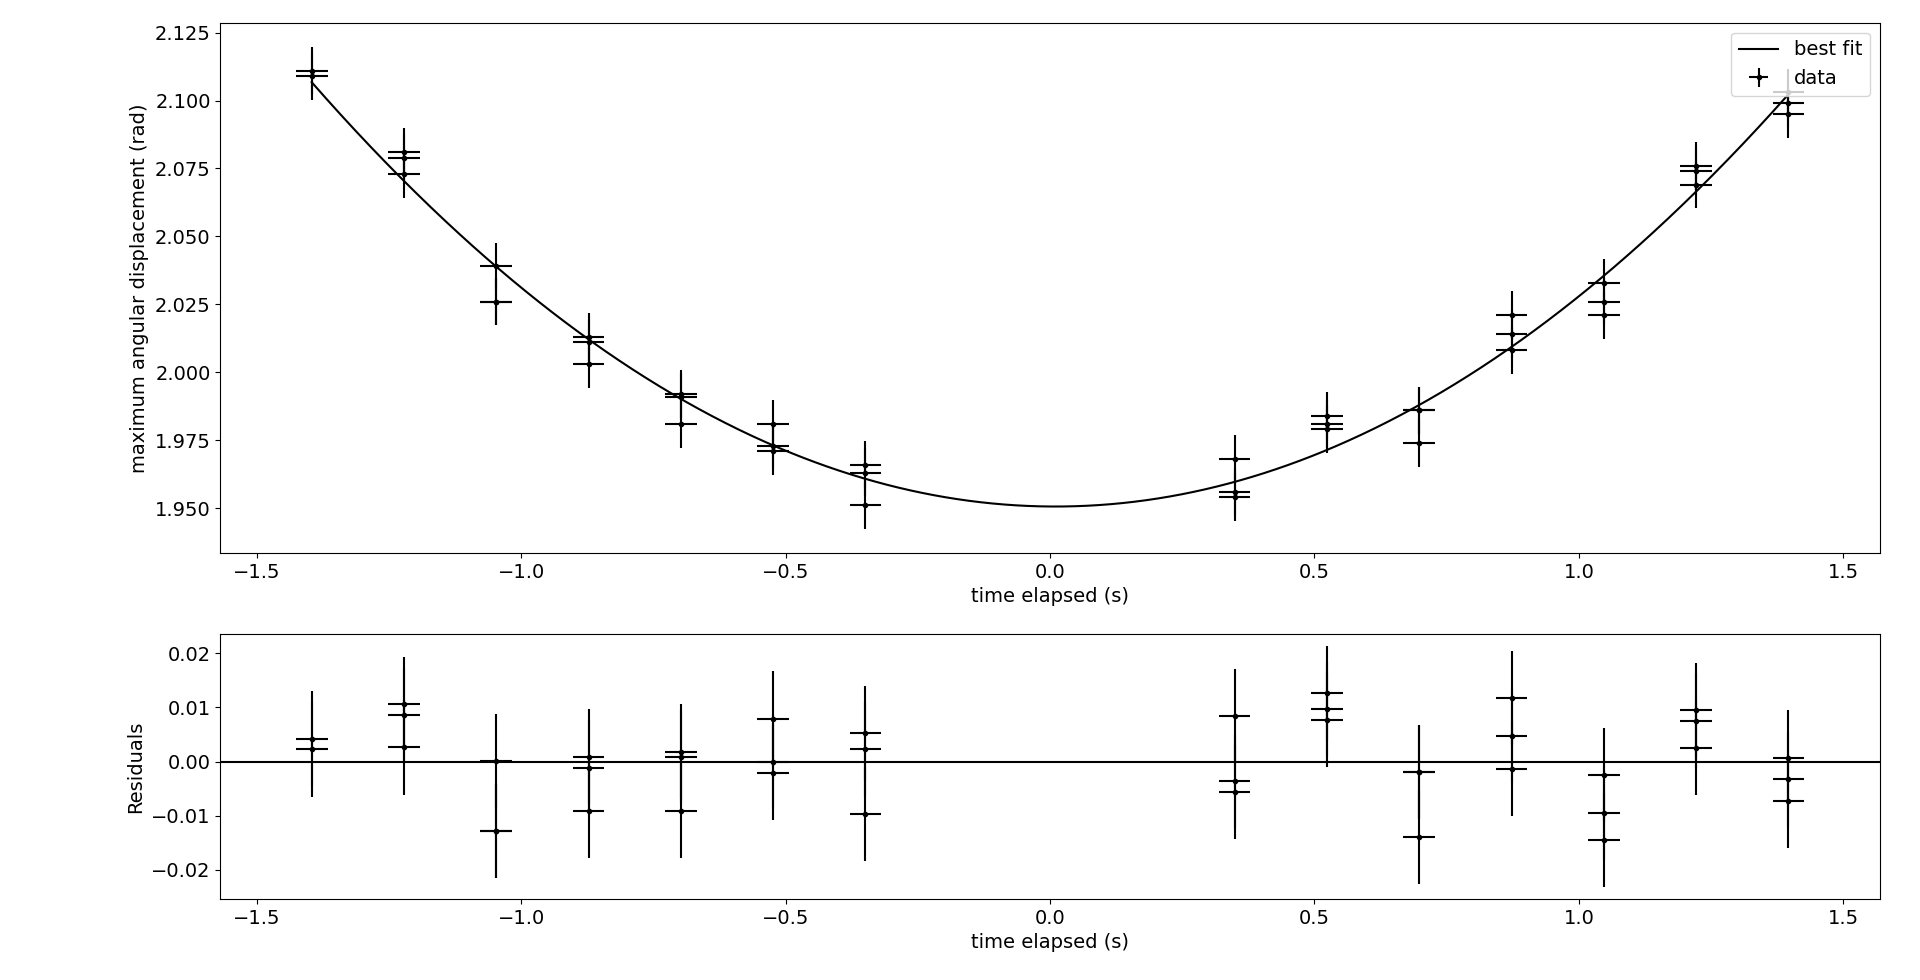 2.125
2.100
2.075
2.050
2.025
2.000
1.975
1.950
maximum angular displacement (rad)
best fit
data
−1.5 −1.0 −0.5 0.0 0.5 1.0 1.5
time elapsed (s)
0.02
0.01
0.00
−0.01
−0.02
Residuals
−1.5 −1.0 −0.5 0.0 0.5 1.0 1.5
time elapsed (s)